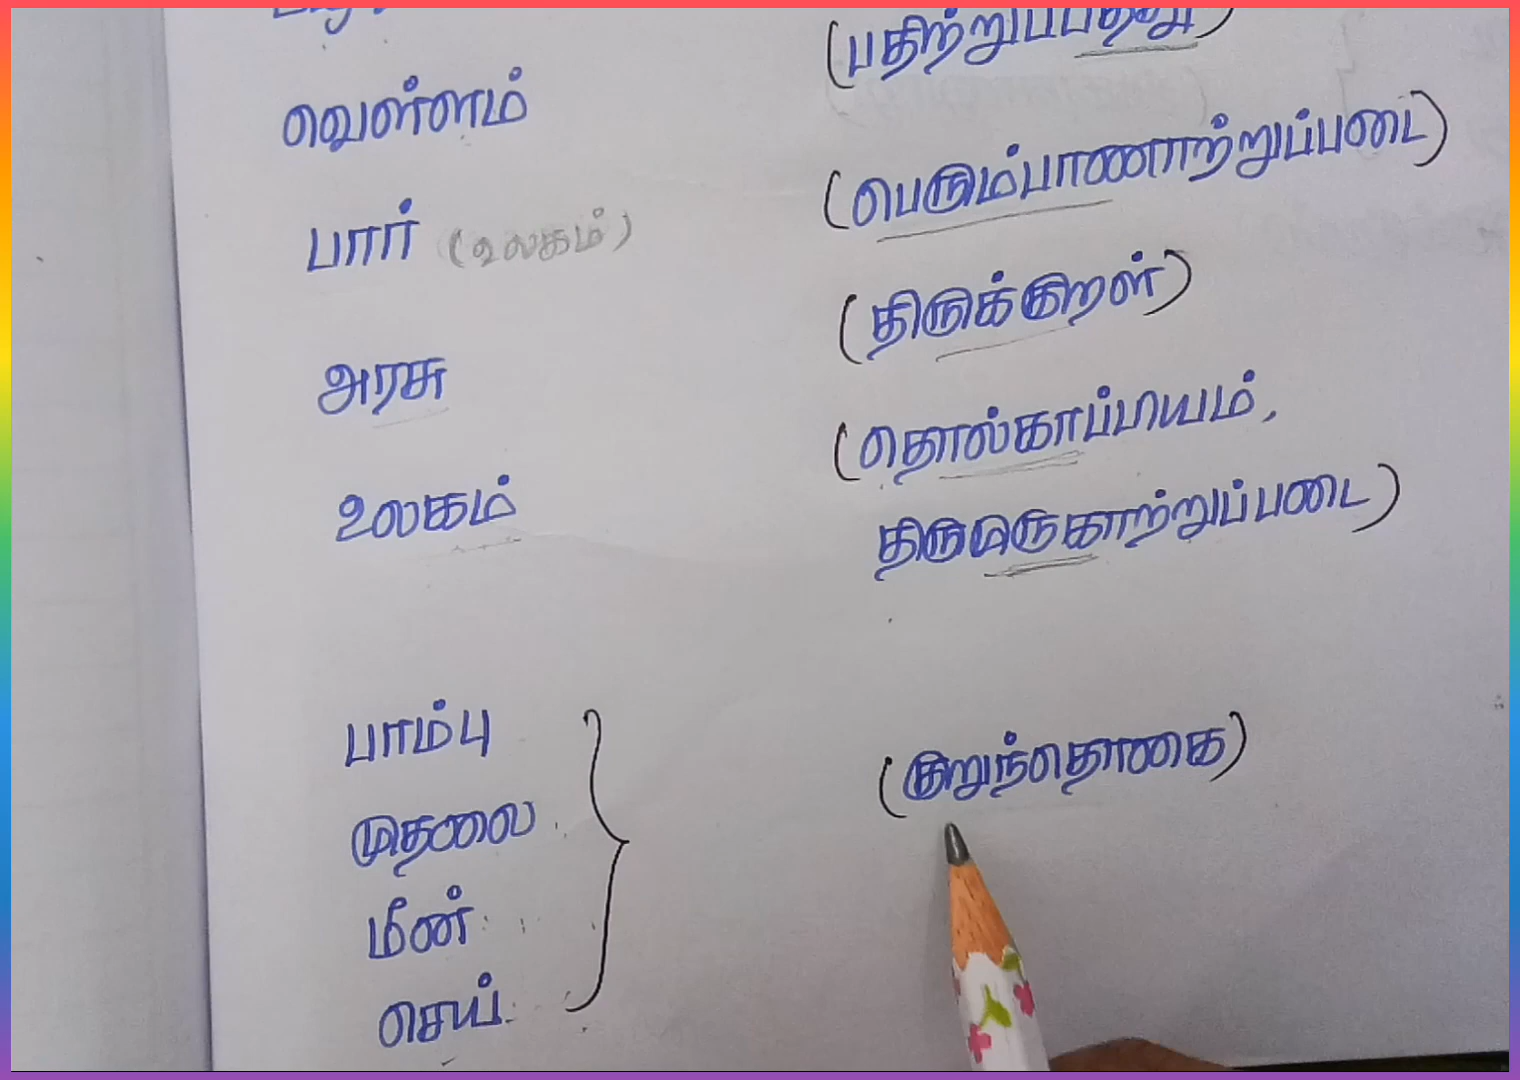 (பதிற்றுப்பத்து)
வெள்ளம் (பெரும்பாணாற்றுப்படை)
பார் (உலகம்) (திருக்குறள்)
அரசு (தொல்காப்பியம்,
உலகம் திருமுருகாற்றுப்படை)
பாம்பு
முதலை (குறுந்தொகை)
மீன்
செய்